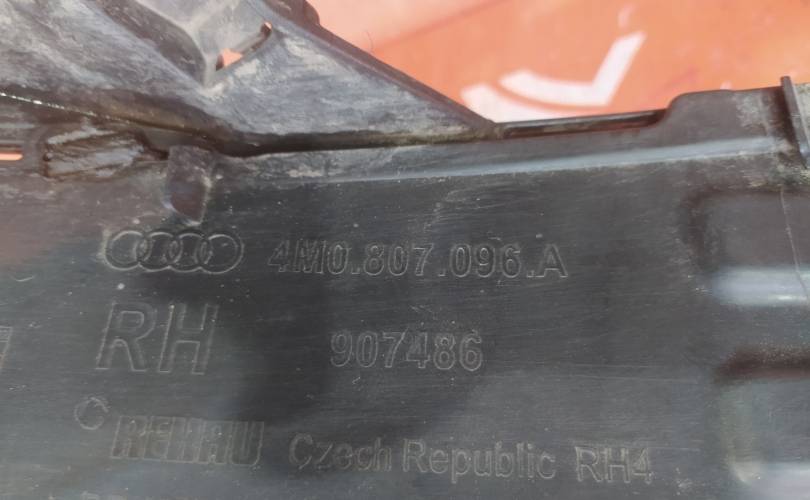 4M0.807.096.A
RH 907486
REHAU Czech Republic RH4